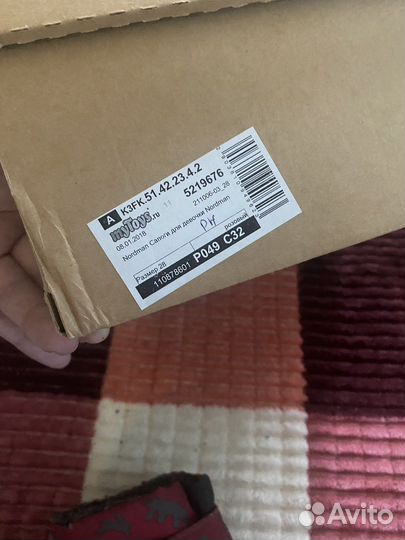 A K3FK.51.42.23.4.2
myToys.ru 11 5219676
08.01.2018 211006-03_28
Nordman Сапоги для девочки Nordman
Размер 28 розовый
110878601 P049 C32
Avito